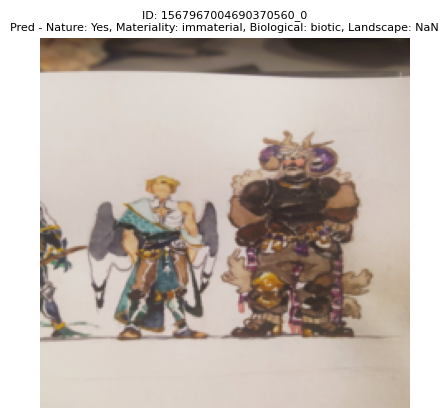 ID: 1567967004690370560_0
Pred - Nature: Yes, Materiality: immaterial, Biological: biotic, Landscape: NaN